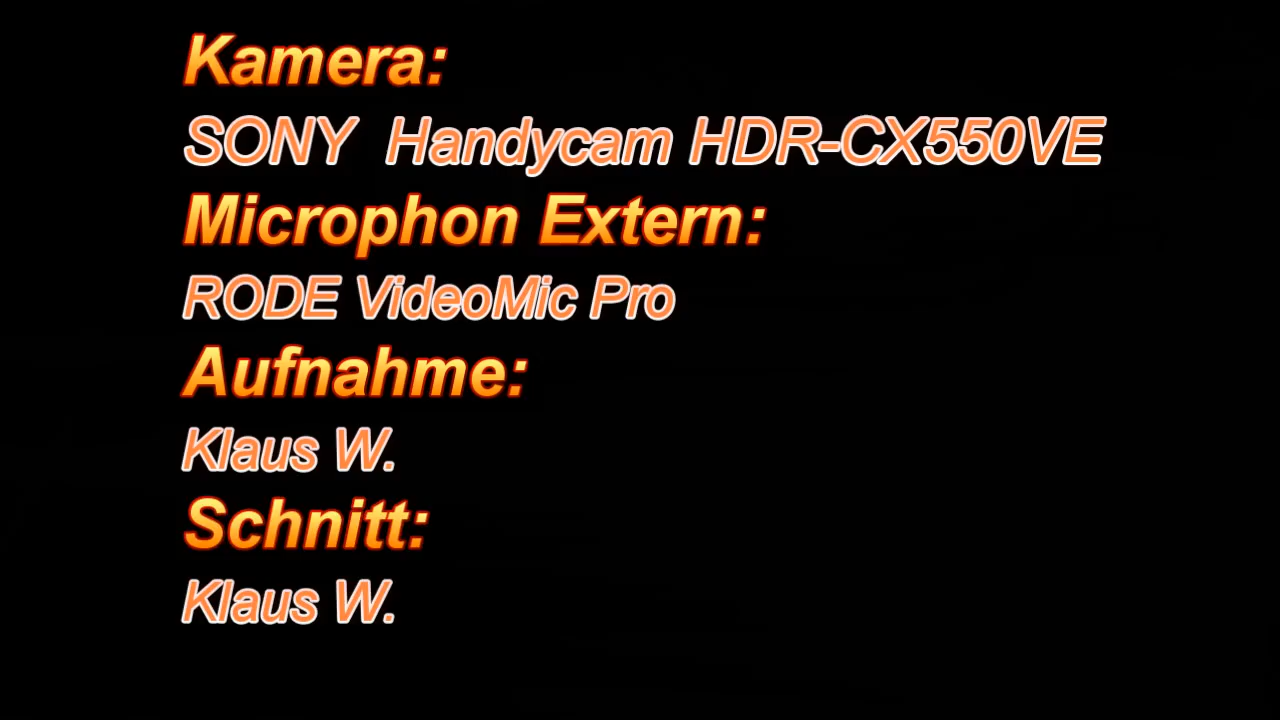 Kamera:
SONY  Handycam HDR-CX550VE
Microphon Extern:
RODE VideoMic Pro
Aufnahme:
Klaus W.
Schnitt:
Klaus W.